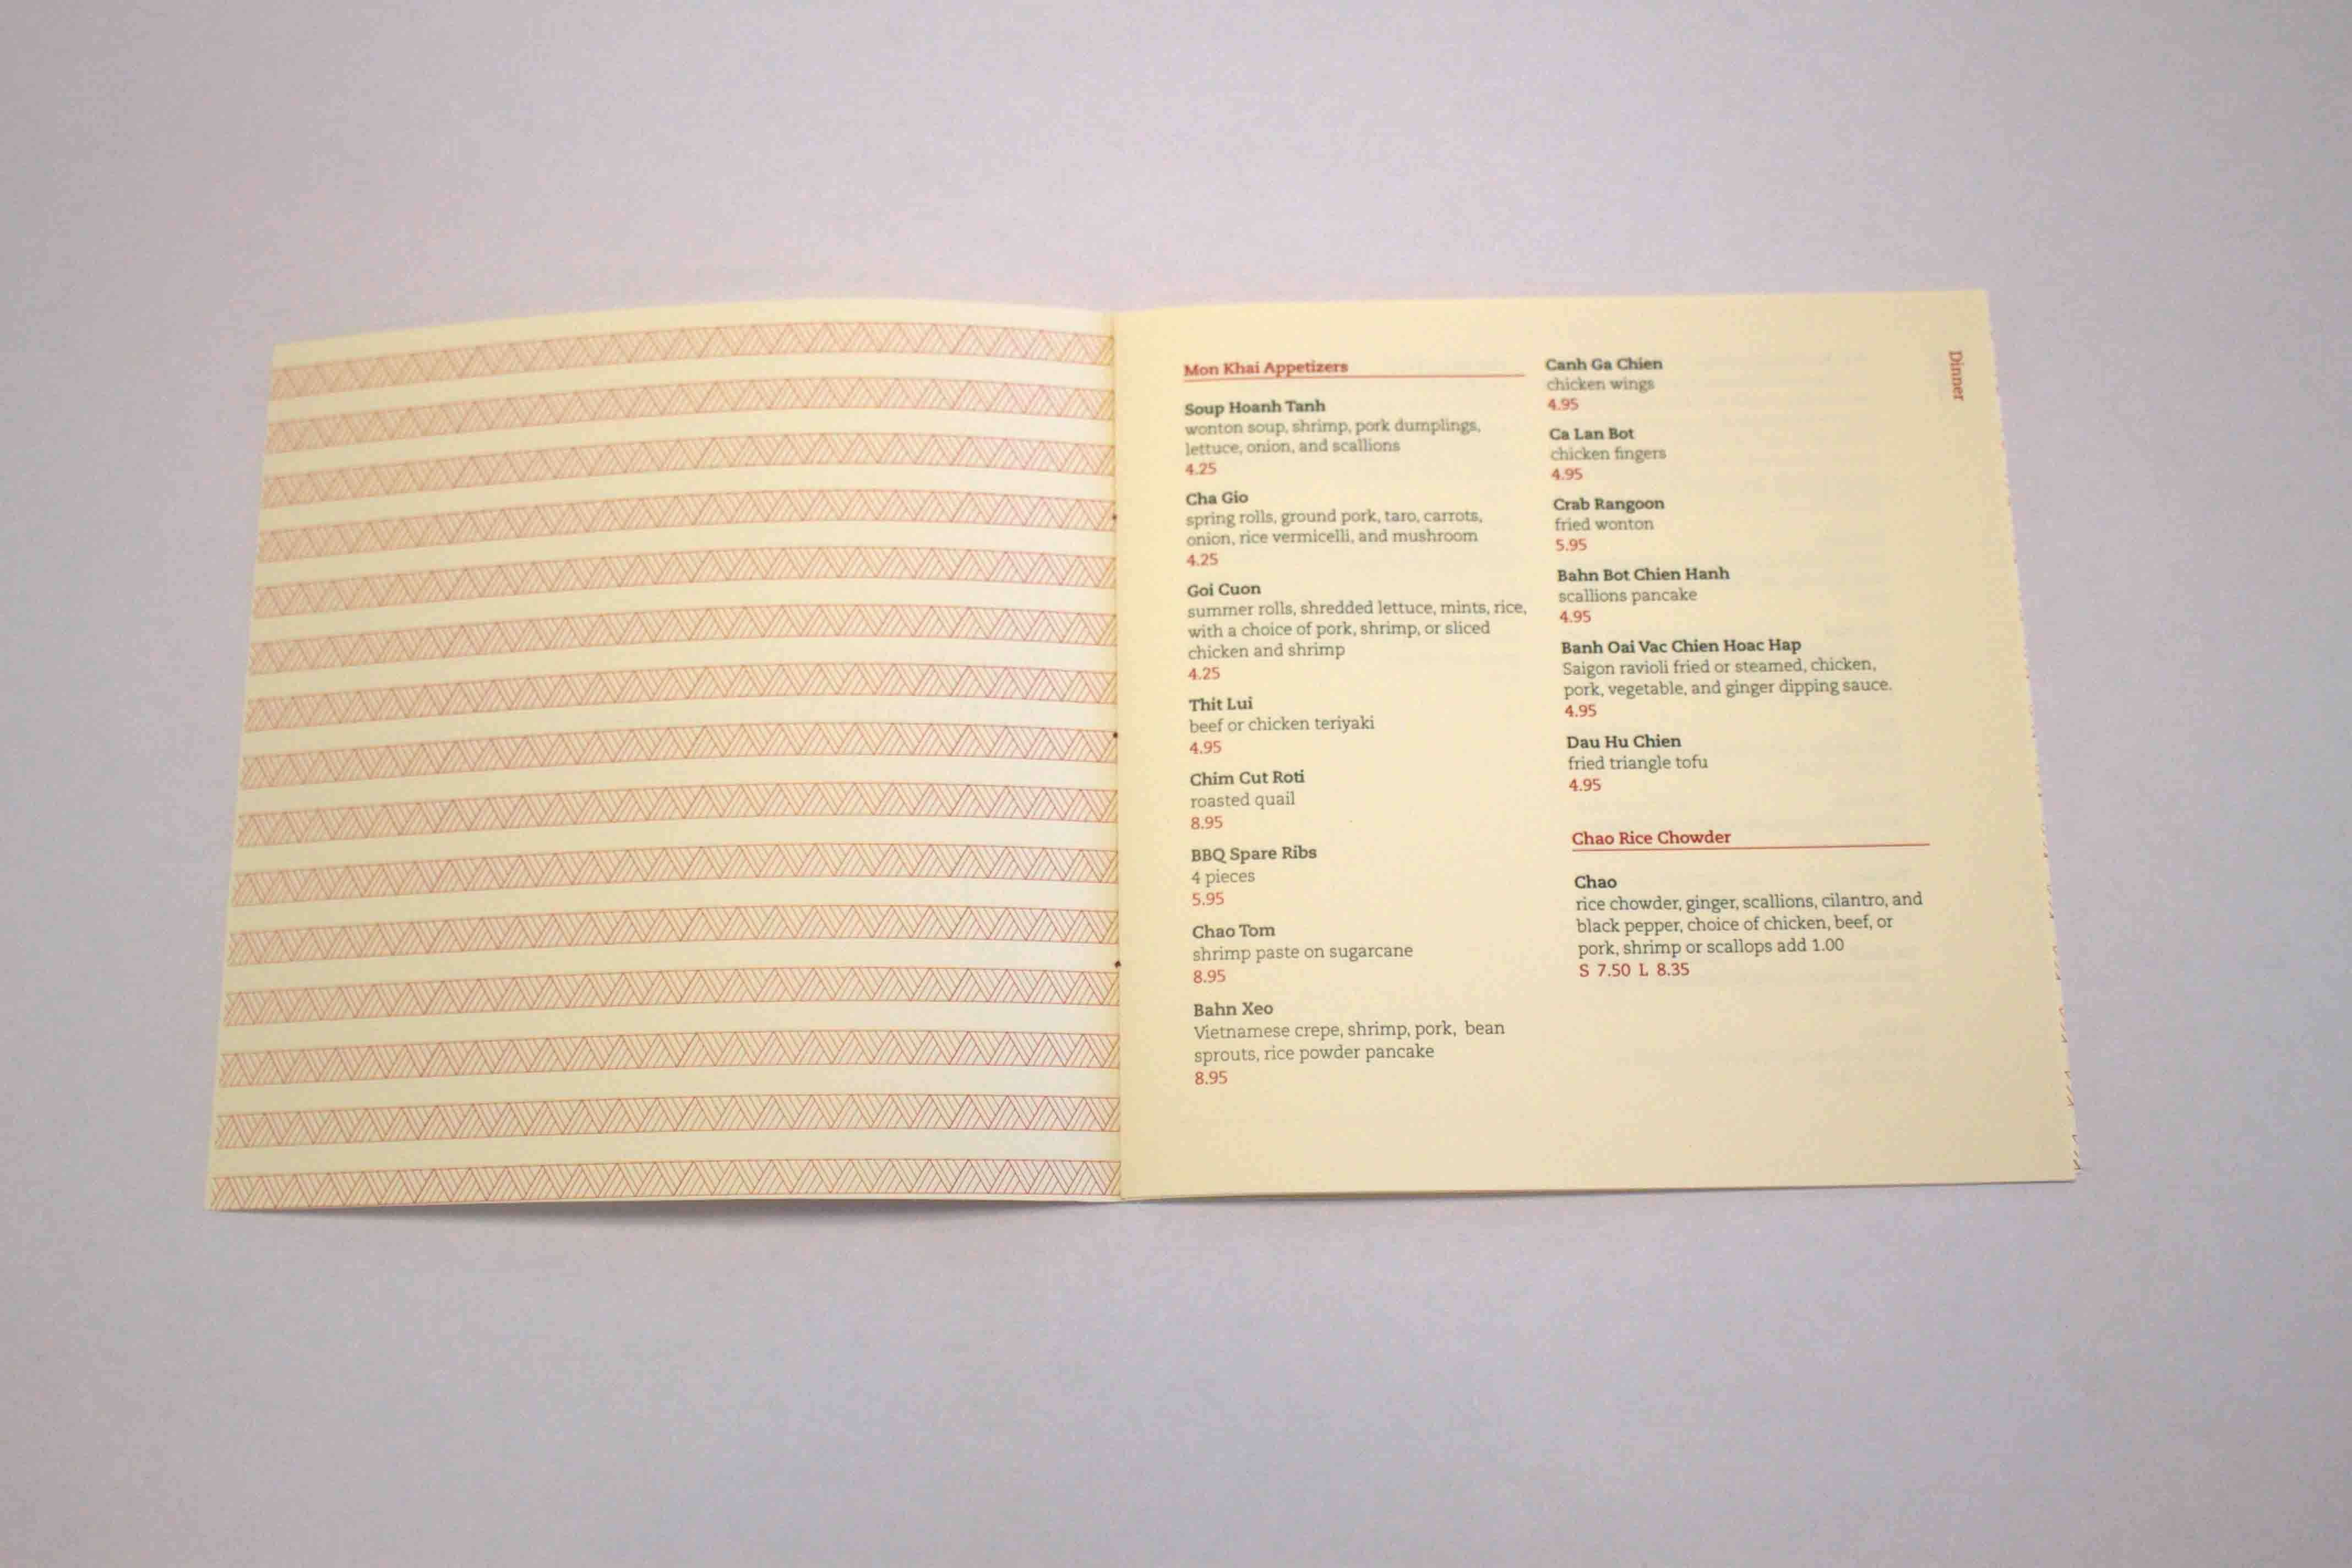 Mon Khai Appetizers
Soup Hoanh Tanh
wonton soup, shrimp, pork dumplings,
lettuce, onion, and scallions
4.25
Cha Gio
spring rolls, ground pork, taro, carrots,
onion, rice vermicelli, and mushroom
4.25
Goi Cuon
summer rolls, shredded lettuce, mints, rice,
with a choice of pork, shrimp, or sliced
chicken and shrimp
4.25
Thit Lui
beef or chicken teriyaki
4.95
Chim Cut Roti
roasted quail
8.95
BBQ Spare Ribs
4 pieces
5.95
Chao Tom
shrimp paste on sugarcane
8.95
Bahn Xeo
Vietnamese crepe, shrimp, pork, bean
sprouts, rice powder pancake
8.95
Canh Ga Chien
chicken wings
4.95
Ca Lan Bot
chicken fingers
4.95
Crab Rangoon
fried wonton
5.95
Bahn Bot Chien Hanh
scallions pancake
4.95
Banh Oai Vac Chien Hoac Hap
Saigon ravioli fried or steamed, chicken,
pork, vegetable, and ginger dipping sauce.
4.95
Dau Hu Chien
fried triangle tofu
4.95
Chao Rice Chowder
Chao
rice chowder, ginger, scallions, cilantro, and
black pepper, choice of chicken, beef, or
pork, shrimp or scallops add 1.00
S 7.50 L 8.35
Dinner